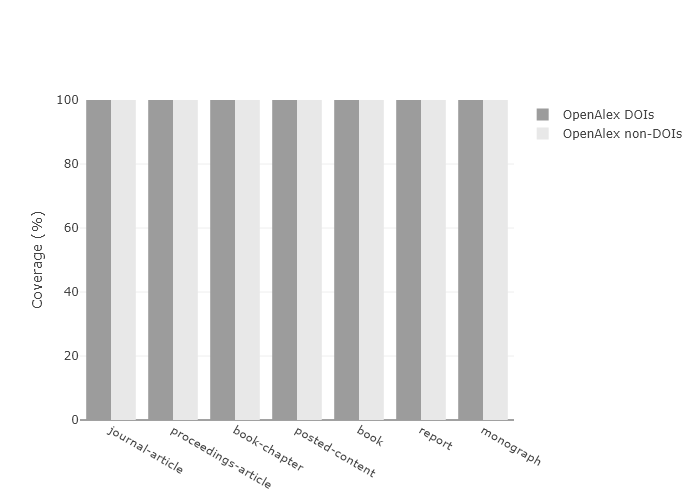 100
80
60
40
20
0
Coverage (%)
journal-article
proceedings-article
book-chapter
posted-content
book
report
monograph
OpenAlex DOIs
OpenAlex non-DOIs